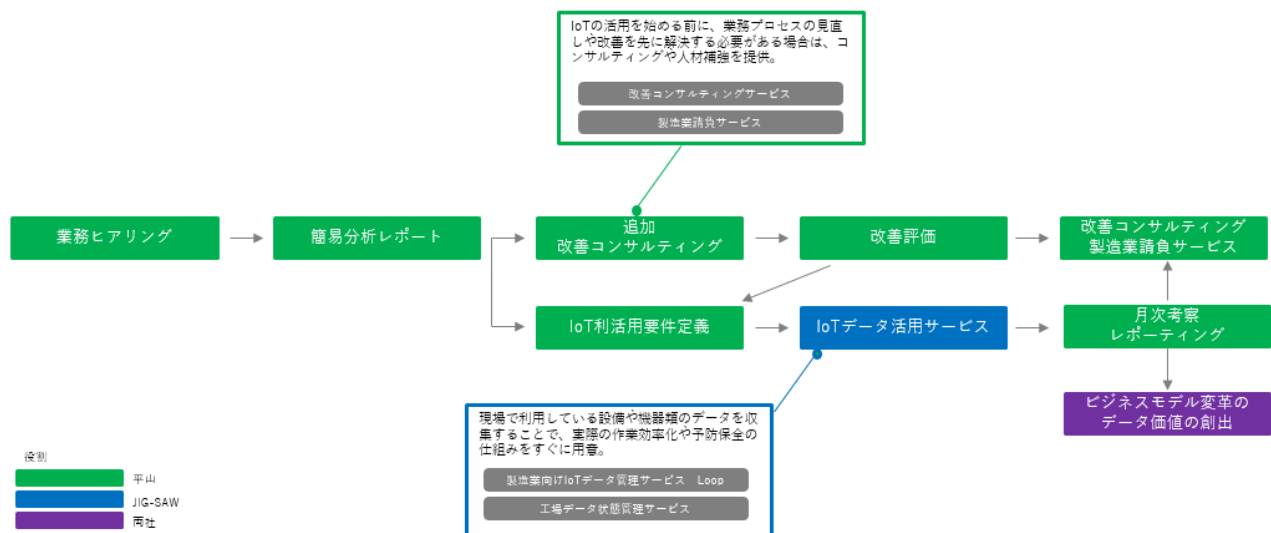 IoTの活用を始める前に、業務プロセスの見直
しや改善を先に解決する必要がある場合は、コ
ンサルティングや人材補強を提供。
改善コンサルティングサービス
製造業請負サービス
業務ヒアリング
簡易分析レポート
追加
改善コンサルティング
改善評価
改善コンサルティング
製造業請負サービス
IoT利活用要件定義
IoTデータ活用サービス
月次考察
レポーティング
ビジネスモデル変革の
データ価値の創出
現場で利用している設備や機器類のデータを収
集することで、実際の作業効率化や予防保全の
仕組みをすぐに用意。
製造業向けIoTデータ管理サービス Loop
工場データ状態管理サービス
役割
平山
JIG-SAW
両社